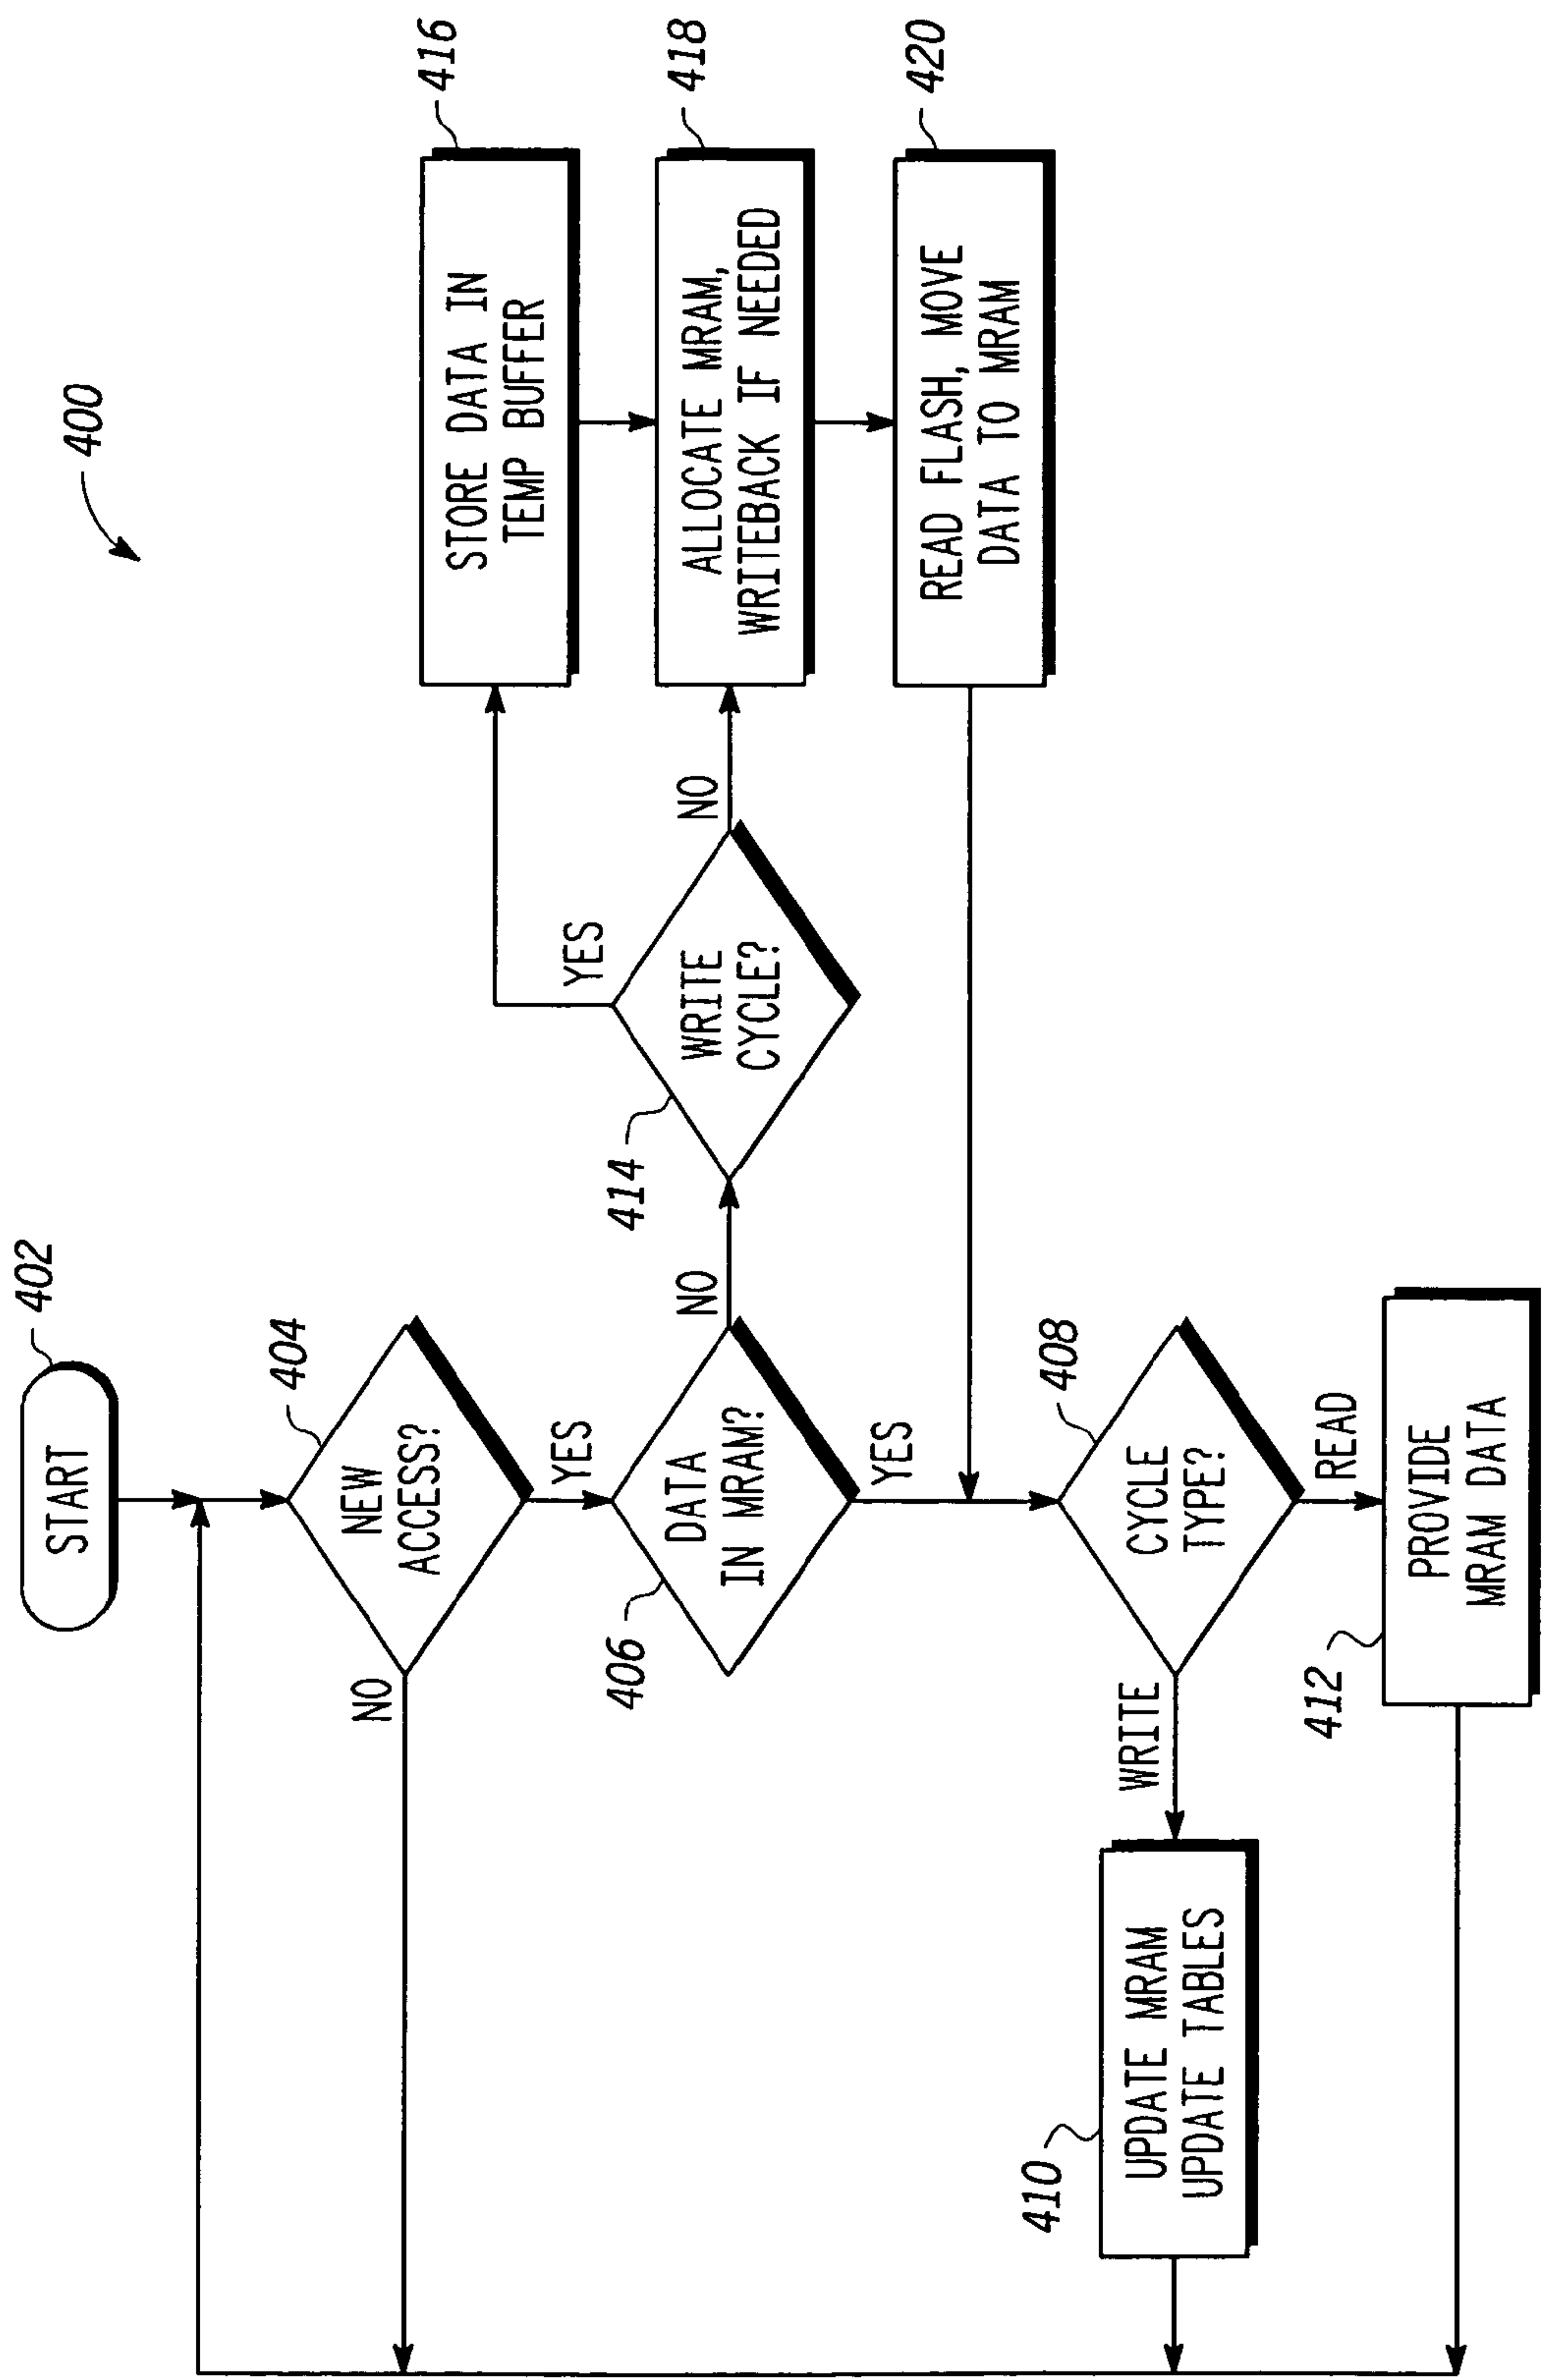 400
402
START
404
NEW
ACCESS?
NO
YES
406
DATA
IN MRAM?
NO
YES
414
WRITE
CYCLE?
YES
NO
416
STORE DATA IN
TEMP BUFFER
418
ALLOCATE MRAM,
WRITEBACK IF NEEDED
420
READ FLASH, MOVE
DATA TO MRAM
408
CYCLE
TYPE?
WRITE
READ
410
UPDATE MRAM
UPDATE TABLES
412
PROVIDE
MRAM DATA